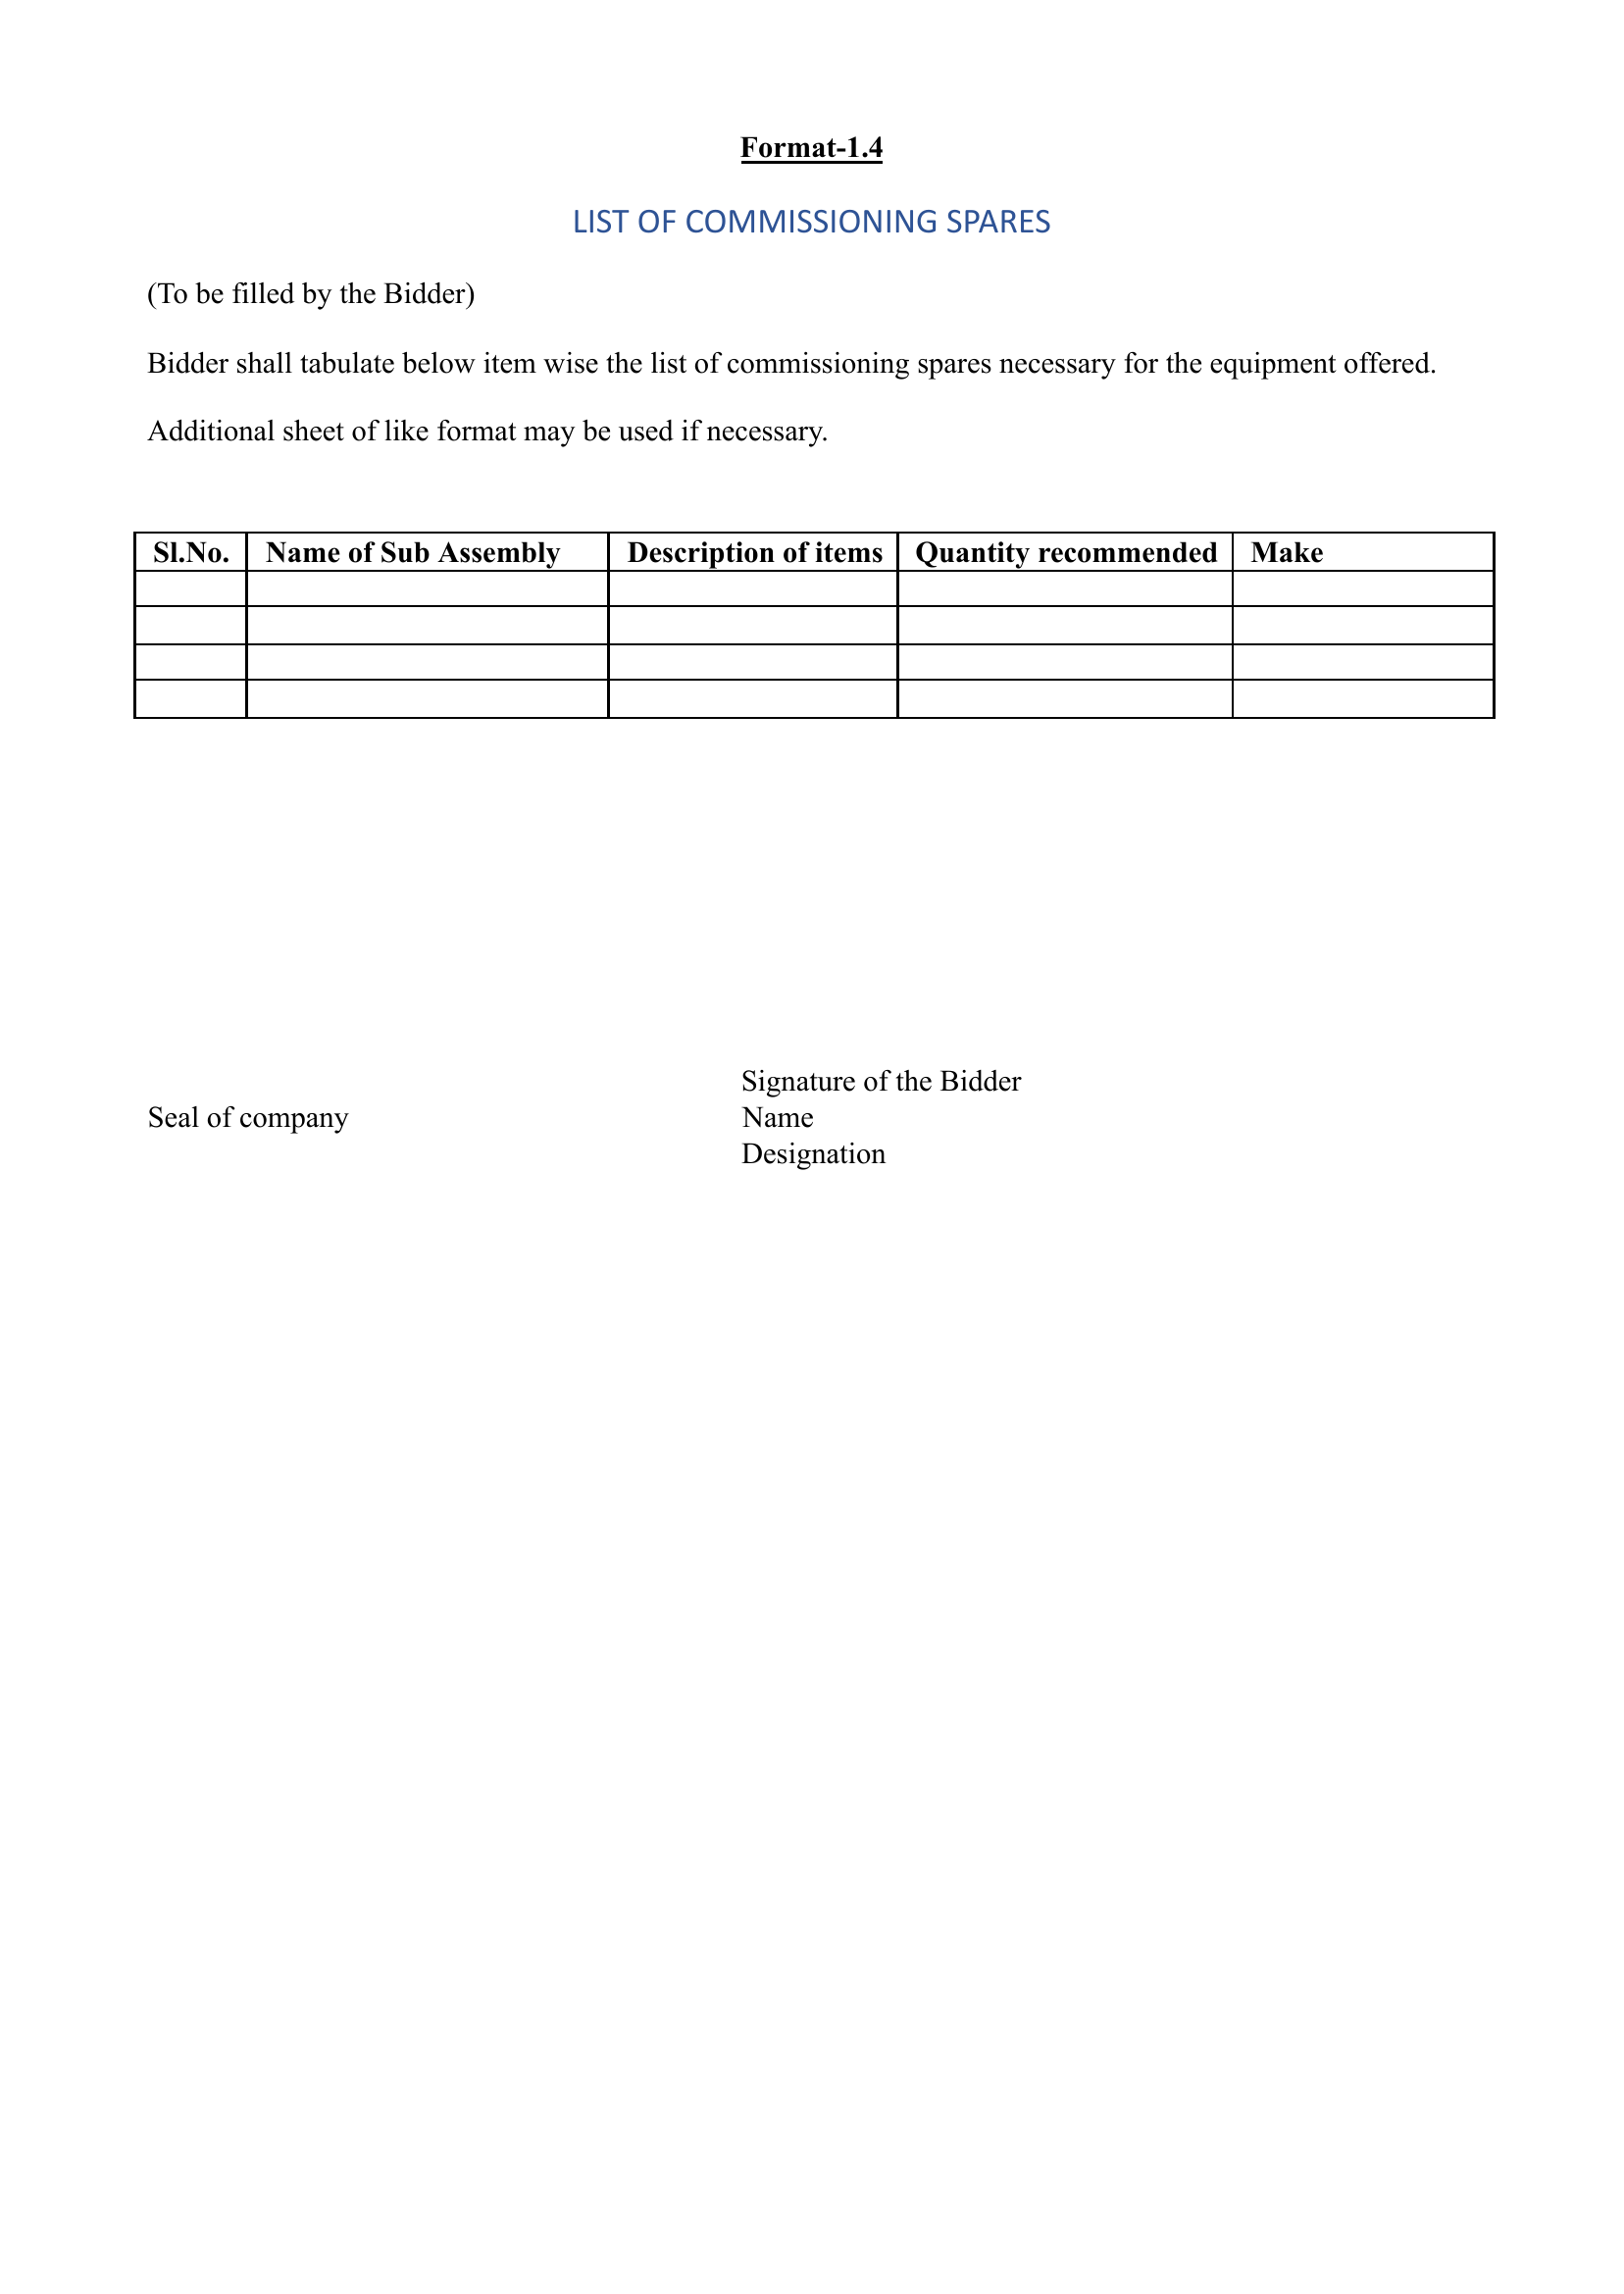 Format-1.4
LIST OF COMMISSIONING SPARES
(To be filled by the Bidder)
Bidder shall tabulate below item wise the list of commissioning spares necessary for the equipment offered.
Additional sheet of like format may be used if necessary.
Sl.No. Name of Sub Assembly Description of items Quantity recommended Make
Signature of the Bidder
Seal of company Name
Designation